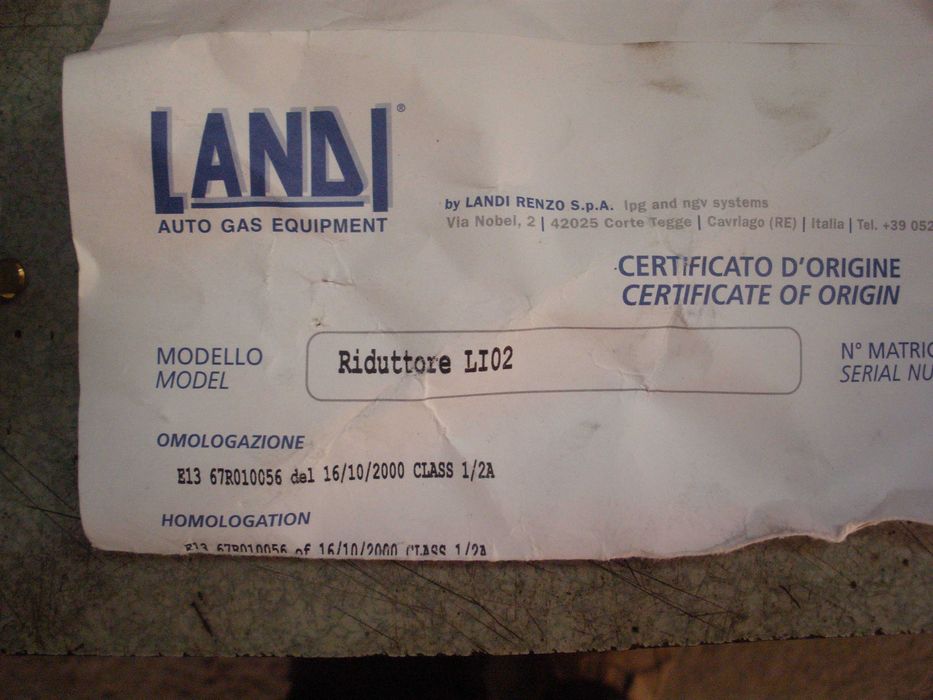 LANDI®
AUTO GAS EQUIPMENT
by LANDI RENZO S.p.A. lpg and ngv systems
Via Nobel, 2 | 42025 Corte Tegge | Cavriago (RE) | Italia | Tel. +39 052
CERTIFICATO D'ORIGINE
CERTIFICATE OF ORIGIN
MODELLO
MODEL
Riduttore LI02
N° MATRIC
SERIAL NU
OMOLOGAZIONE
E13 67R010056 del 16/10/2000 CLASS 1/2A
HOMOLOGATION
E13 67R010056 of 16/10/2000 CLASS 1/2A